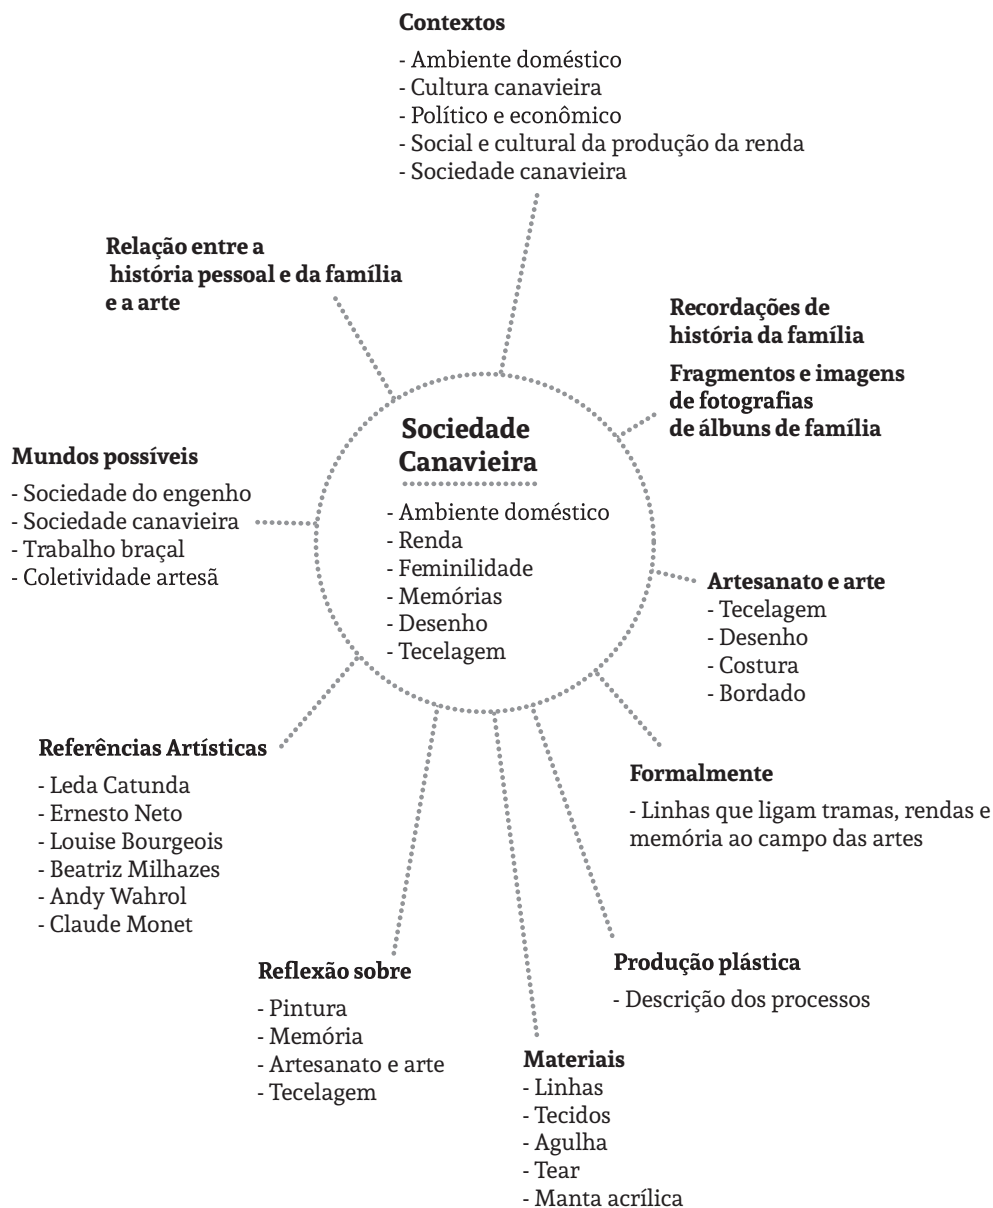 Contextos
- Ambiente doméstico
- Cultura canavieira
- Político e econômico
- Social e cultural da produção da renda
- Sociedade canavieira
Relação entre a
história pessoal e da família
e a arte
Recordações de
história da família
Fragmentos e imagens
de fotografias
de álbuns de família
Sociedade
Canavieira
- Ambiente doméstico
- Renda
- Feminilidade
- Memórias
- Desenho
- Tecelagem
Mundos possíveis
- Sociedade do engenho
- Sociedade canavieira
- Trabalho braçal
- Coletividade artesã
Artesanato e arte
- Tecelagem
- Desenho
- Costura
- Bordado
Referências Artísticas
- Leda Catunda
- Ernesto Neto
- Louise Bourgeois
- Beatriz Milhazes
- Andy Wahrol
- Claude Monet
Formalmente
- Linhas que ligam tramas, rendas e
memória ao campo das artes
Reflexão sobre
- Pintura
- Memória
- Artesanato e arte
- Tecelagem
Produção plástica
- Descrição dos processos
Materiais
- Linhas
- Tecidos
- Agulha
- Tear
- Manta acrílica